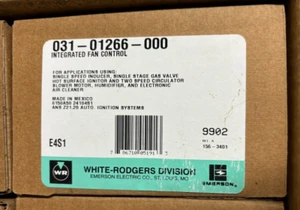 031-01266-000
INTEGRATED FAN CONTROL
FOR APPLICATIONS USING:
SINGLE SPEED INDUCER, SINGLE STAGE GAS VALVE
HOT SURFACE IGNITOR AND TWO SPEED CIRCULATOR
BLOWER MOTOR, HUMIDIFIER, AND ELECTRONIC
AIR CLEANER
MADE IN MEXICO
ANS Z21.20 AUTO. IGNITION SYSTEMS
9902
E4S1
WR
WHITE-RODGERS DIVISION
EMERSON ELECTRIC CO., ST. LOUIS, MO.
EMERSON